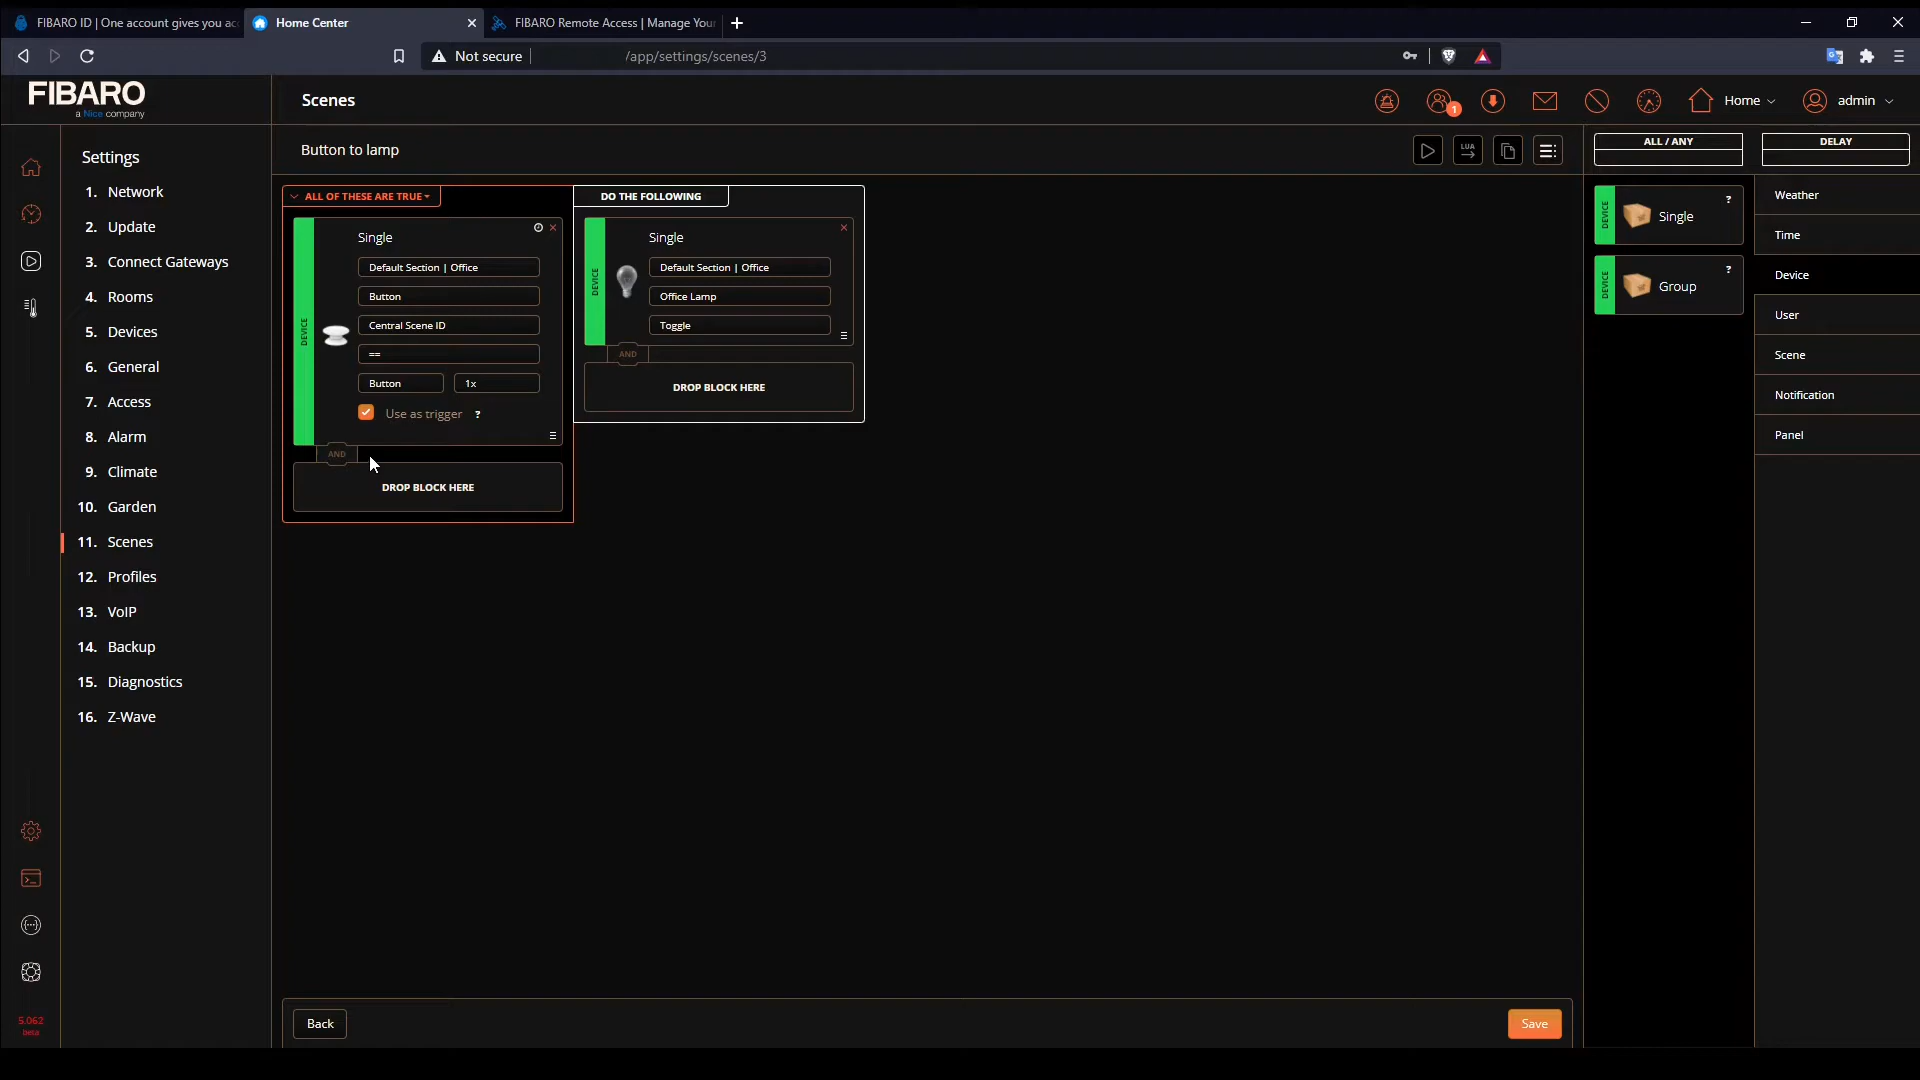 FIBARO ID | One account gives you ac
Home Center
FIBARO Remote Access | Manage Your
Not secure
/app/settings/scenes/3
FIBARO
a Nice company
Scenes
1
Home
admin
Settings
1. Network
2. Update
3. Connect Gateways
4. Rooms
5. Devices
6. General
7. Access
8. Alarm
9. Climate
10. Garden
11. Scenes
12. Profiles
13. VoIP
14. Backup
15. Diagnostics
16. Z-Wave
5.062
beta
Button to lamp
LUA
ALL OF THESE ARE TRUE
DEVICE
Single
Default Section | Office
Button
Central Scene ID
==
Button
1x
Use as trigger ?
AND
DROP BLOCK HERE
DO THE FOLLOWING
DEVICE
Single
Default Section | Office
Office Lamp
Toggle
AND
DROP BLOCK HERE
Back
Save
ALL / ANY
DELAY
DEVICE
Single
?
DEVICE
Group
?
Weather
Time
Device
User
Scene
Notification
Panel